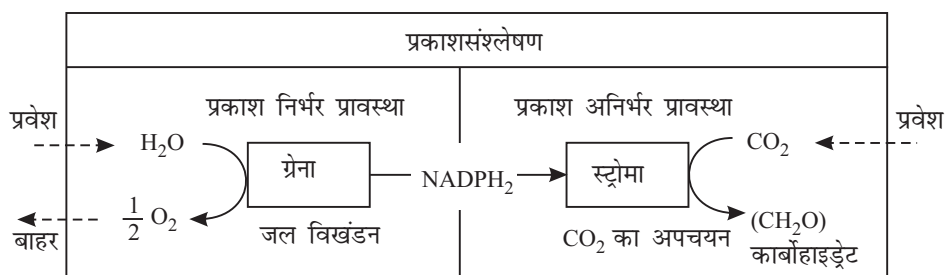 प्रकाशसंश्लेषण
प्रकाश निर्भर प्रावस्था
प्रकाश अनिर्भर प्रावस्था
प्रवेश
H₂O
ग्रेना
NADPH₂
स्ट्रोमा
CO₂
प्रवेश
बाहर
1/2 O₂
जल विखंडन
CO₂ का अपचयन
(CH₂O)
कार्बोहाइड्रेट